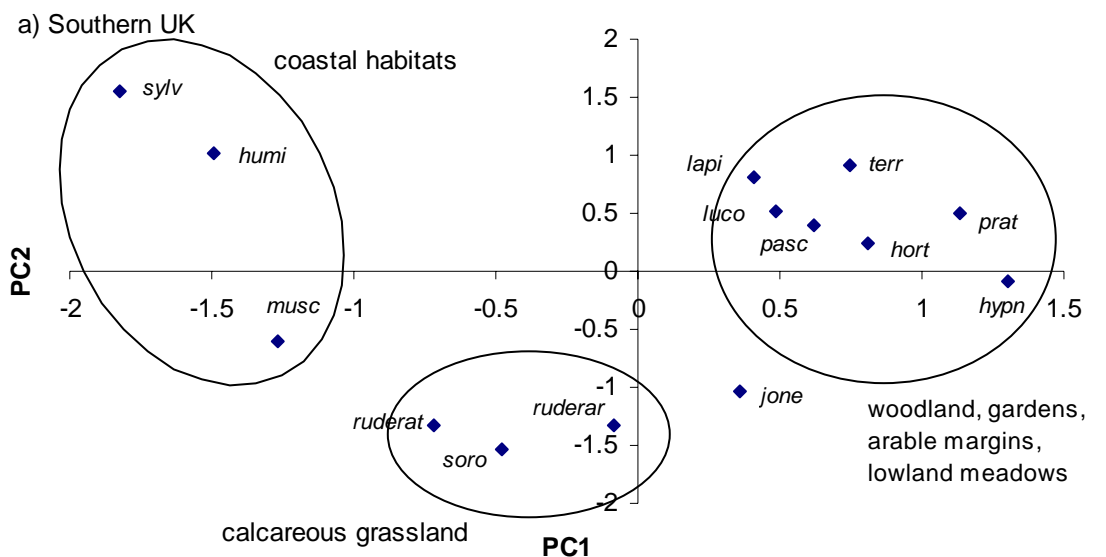 a) Southern UK
coastal habitats
2
1.5
1
0.5
0
-0.5
-1
-1.5
-2
sylv
humi
musc
lapi
terr
luco
pasc
hort
prat
hypn
PC2
-2 -1.5 -1 -0.5 0 0.5 1 1.5
jone
ruderat
ruderar
soro
woodland, gardens,
arable margins,
lowland meadows
calcareous grassland
PC1